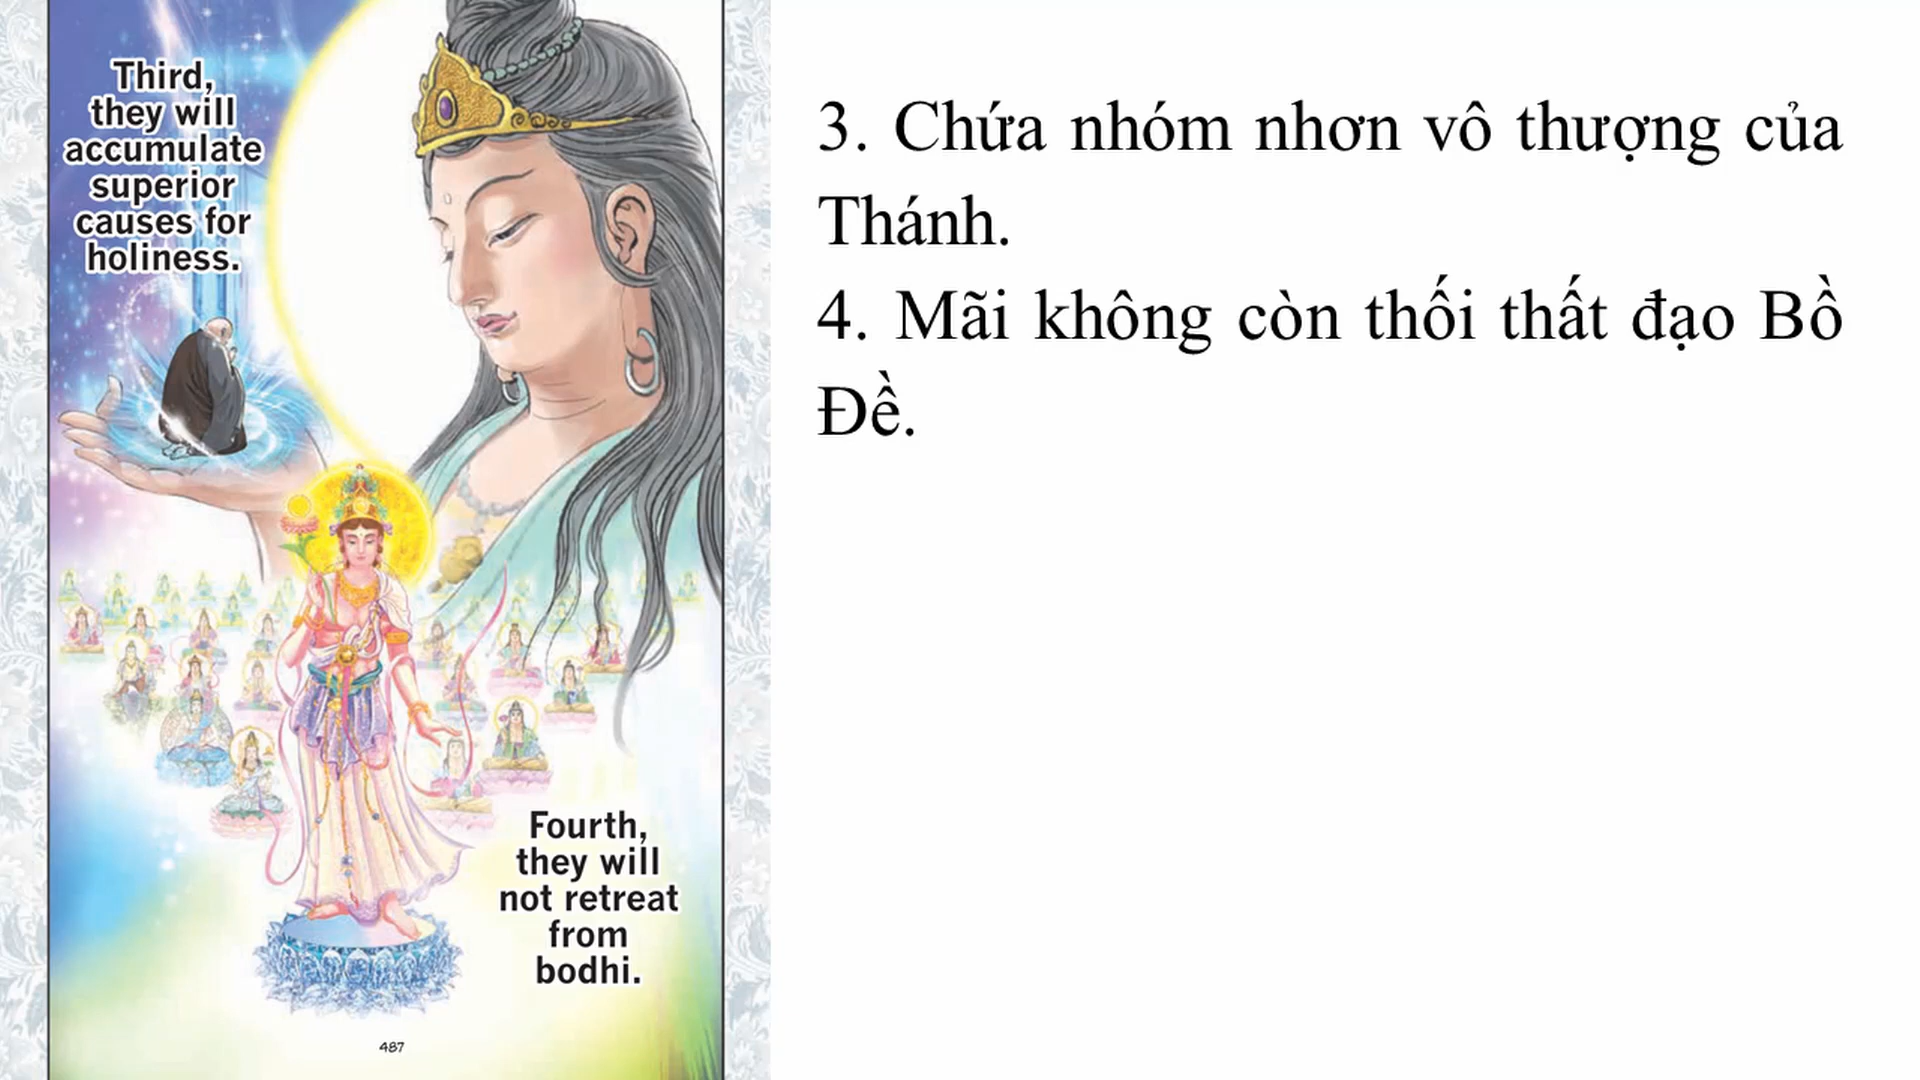 Third,
they will
accumulate
superior
causes for
holiness.
Fourth,
they will
not retreat
from
bodhi.
487
3. Chứa nhóm nhơn vô thượng của
Thánh.
4. Mãi không còn thối thất đạo Bồ
Đề.